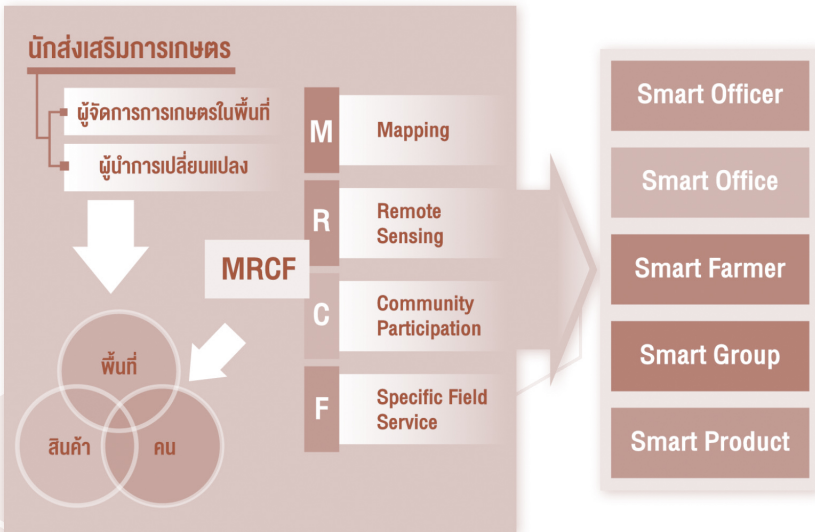 นักส่งเสริมการเกษตร
ผู้จัดการการเกษตรในพื้นที่
ผู้นำการเปลี่ยนแปลง
พื้นที่
สินค้า
คน
MRCF
M
Mapping
R
Remote
Sensing
C
Community
Participation
F
Specific Field
Service
Smart Officer
Smart Office
Smart Farmer
Smart Group
Smart Product